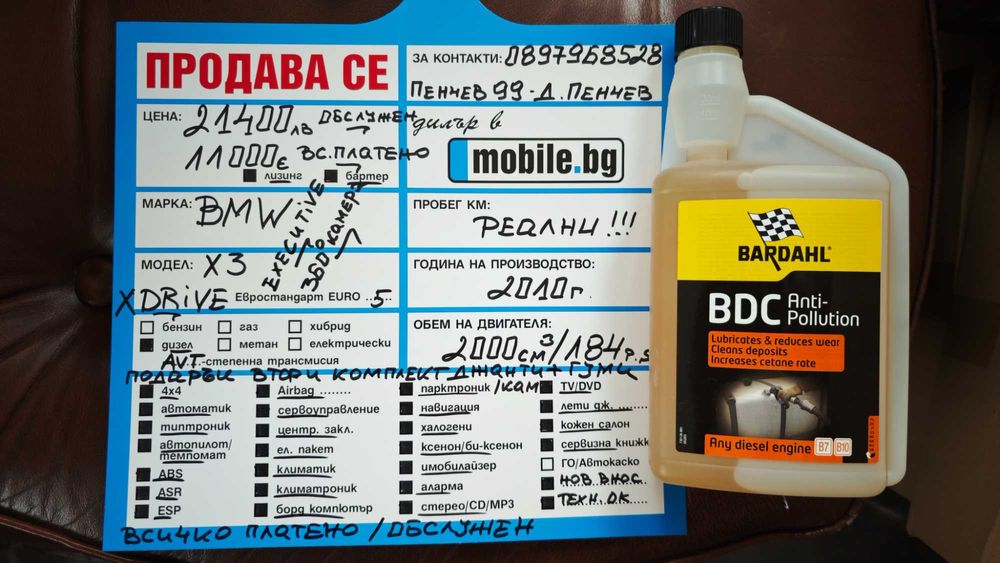 ПРОДАВА СЕ
ЗА КОНТАКТИ: 0897968528
ПЕНЧЕВ 99 - Д. ПЕНЧЕВ
ЦЕНА: 21400лв ОБСЛУЖЕН
11000€ ВС. ПЛАТЕНО
лизинг бартер
дилър в
mobile.bg
МАРКА: BMW
EXECUTIVE
360 камера
ПРОБЕГ КМ:
РЕАЛНИ!!!
МОДЕЛ: X3
XDRIVE Евростандарт EURO ..5..
ГОДИНА НА ПРОИЗВОДСТВО:
2010г.
бензин газ хибрид
дизел метан електрически
АVТ.-степенна трансмисия
ОБЕМ НА ДВИГАТЕЛЯ:
2000см³/184 P.S
ПОДАРЪК ВТОРИ КОМПЛЕКТ ДЖАНТИ + ГУМИ
4x4
автоматик
типтроник
автопилот/
темпомат
ABS
ASR
ESP
Airbag ........
сервоуправление
центр. закл.
ел. пакет
климатик
климатроник
борд компютър
парктроник /КАМ
навигация
халогени
ксенон/би-ксенон
имобилайзер
аларма
стерео/CD/MP3
TV/DVD
лети дж. .......
кожен салон
сервизна книжк
ГО/Автокаско
НОВ ВНОС.
ТЕХН. ОК.
ВСИЧКО ПЛАТЕНО / ОБСЛУЖЕН
BARDAHL®
BDC Anti-
Pollution
Lubricates & reduces wear
Cleans deposits
Increases cetane rate
Any diesel engine B7 B10